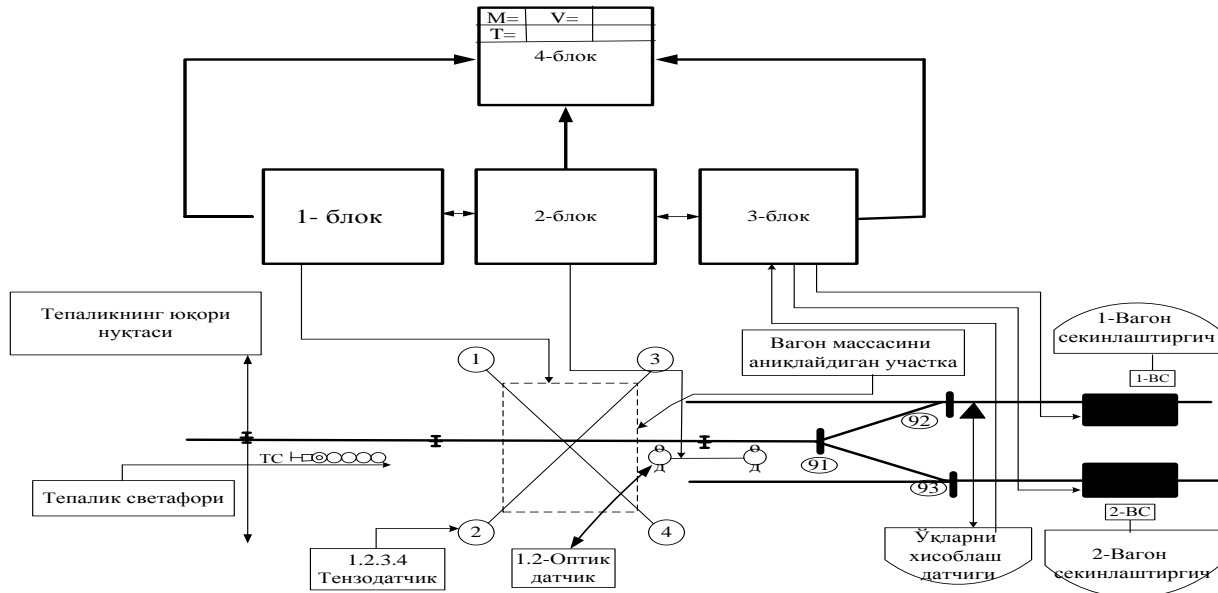 M= V=
T=
4-блок
1- блок
2-блок
3-блок
Тепаликнинг юқори
нуқтаси
Вагон массасини
аниқлайдиган участка
1-Вагон
секинлаштиргич
1-ВС
1
3
92
ТС
ОД
ОД
91
Тепалик светафори
93
2-ВС
2
4
1.2.3.4
Тензодатчик
1.2-Оптик
датчик
Ўқларни
хисоблаш
датчиги
2-Вагон
секинлаштиргич